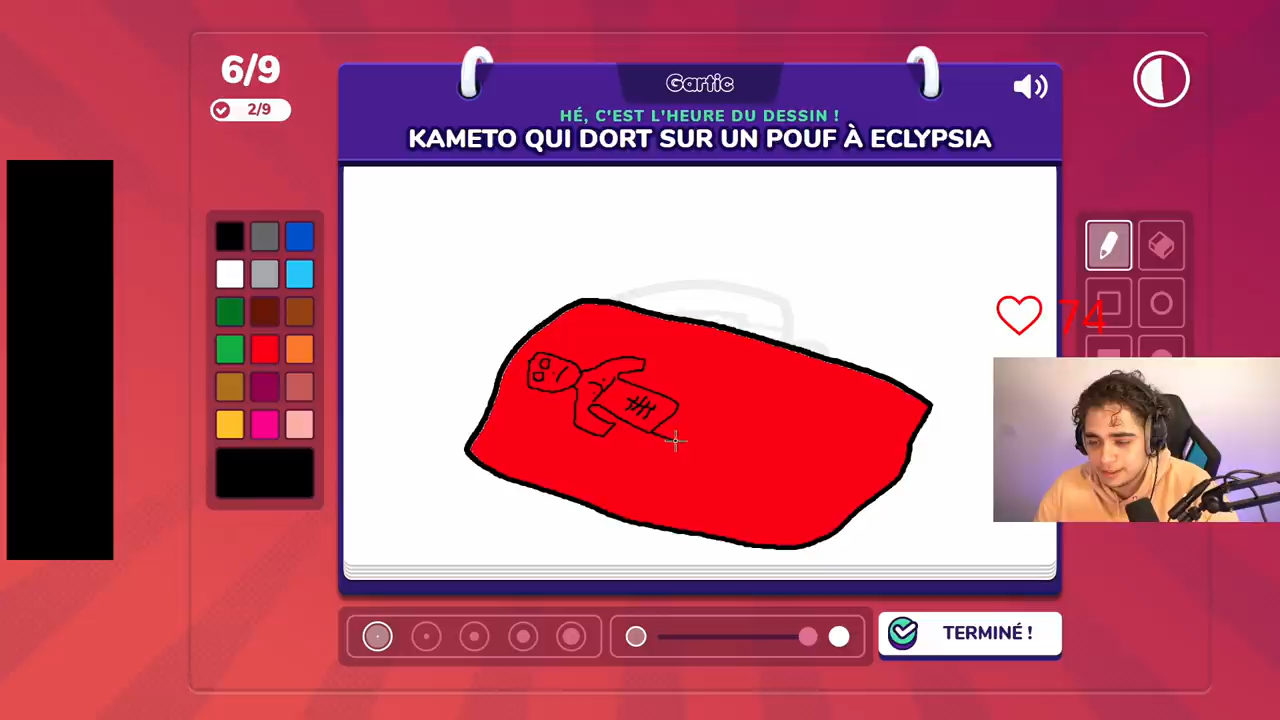 6/9
2/9
Gartic
HÉ, C'EST L'HEURE DU DESSIN !
KAMETO QUI DORT SUR UN POUF À ECLYPSIA
74
TERMINÉ !